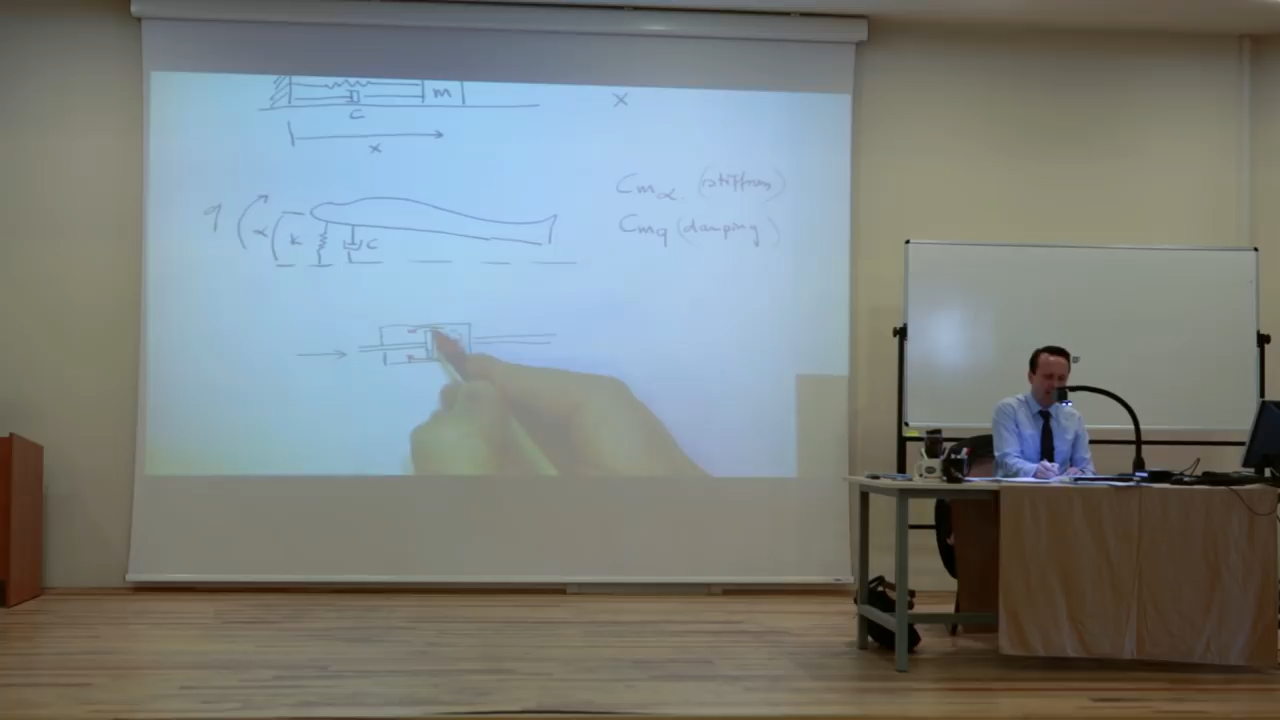 m
x
c
x
Cmα (stiffness)
q
α
k
c
Cmq (damping)